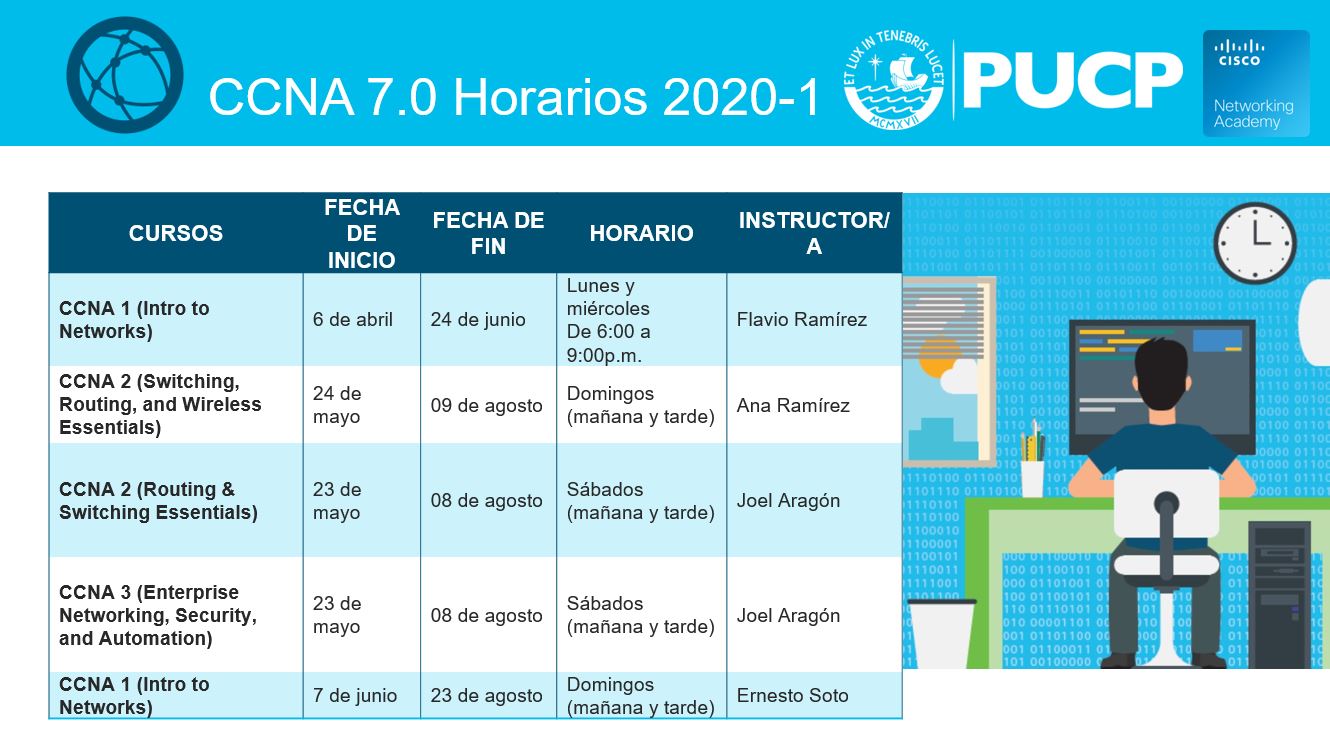 CCNA 7.0 Horarios 2020-1
ET LUX IN TENEBRIS LUCET
MCMXVII
PUCP
CISCO
Networking
Academy
CURSOS
FECHA
DE
INICIO
FECHA DE
FIN
HORARIO
INSTRUCTOR/
A
CCNA 1 (Intro to
Networks)
6 de abril
24 de junio
Lunes y
miércoles
De 6:00 a
9:00p.m.
Flavio Ramírez
CCNA 2 (Switching,
Routing, and Wireless
Essentials)
24 de
mayo
09 de agosto
Domingos
(mañana y tarde)
Ana Ramírez
CCNA 2 (Routing &
Switching Essentials)
23 de
mayo
08 de agosto
Sábados
(mañana y tarde)
Joel Aragón
CCNA 3 (Enterprise
Networking, Security,
and Automation)
23 de
mayo
08 de agosto
Sábados
(mañana y tarde)
Joel Aragón
CCNA 1 (Intro to
Networks)
7 de junio
23 de agosto
Domingos
(mañana y tarde)
Ernesto Soto